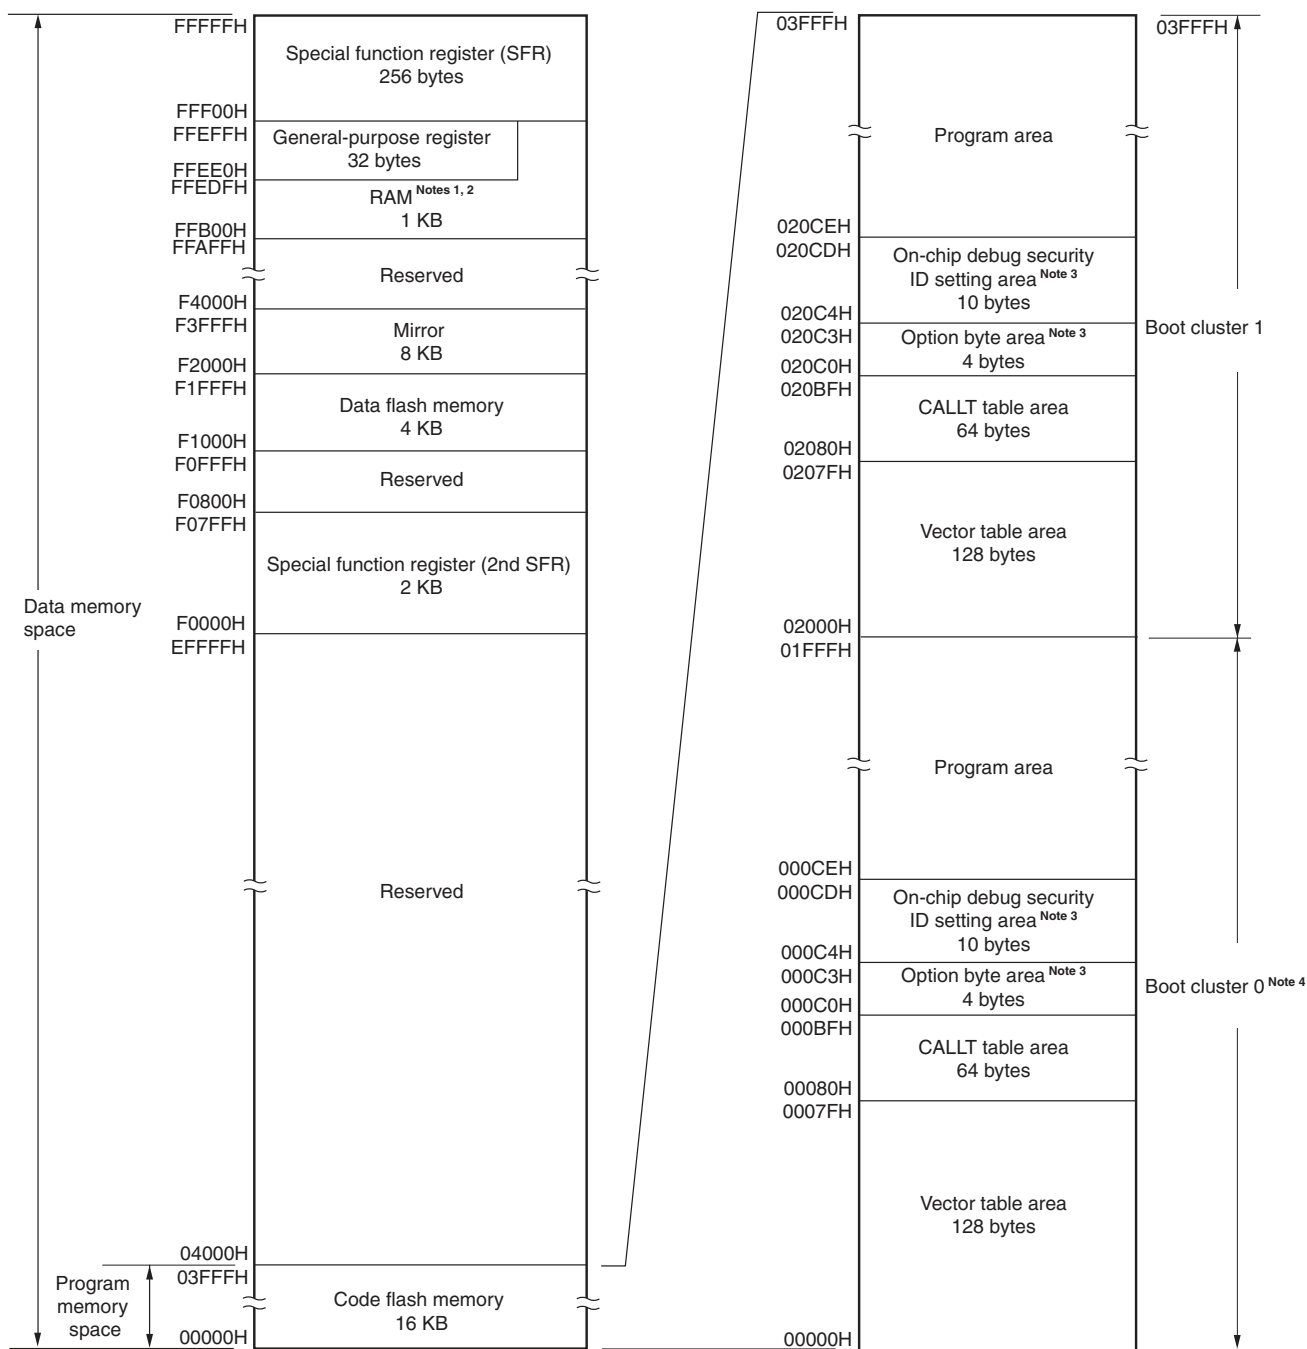 FFFFFH
Special function register (SFR)
256 bytes
FFF00H
FFEFFH
General-purpose register
32 bytes
FFEE0H
FFEDFH
RAM Notes 1, 2
1 KB
FFB00H
FFAFFH
Reserved
F4000H
F3FFFH
Mirror
8 KB
F2000H
F1FFFH
Data flash memory
4 KB
F1000H
F0FFFH
Reserved
F0800H
F07FFH
Special function register (2nd SFR)
2 KB
F0000H
EFFFFH
Data memory
space
Reserved
04000H
03FFFH
Program
memory
space
Code flash memory
16 KB
00000H
03FFFH
03FFFH
Program area
020CEH
020CDH
On-chip debug security
ID setting area Note 3
10 bytes
020C4H
020C3H
Option byte area Note 3
4 bytes
020C0H
020BFH
Boot cluster 1
CALLT table area
64 bytes
02080H
0207FH
Vector table area
128 bytes
02000H
01FFFH
Program area
000CEH
000CDH
On-chip debug security
ID setting area Note 3
10 bytes
000C4H
000C3H
Option byte area Note 3
4 bytes
000C0H
000BFH
Boot cluster 0 Note 4
CALLT table area
64 bytes
00080H
0007FH
Vector table area
128 bytes
00000H